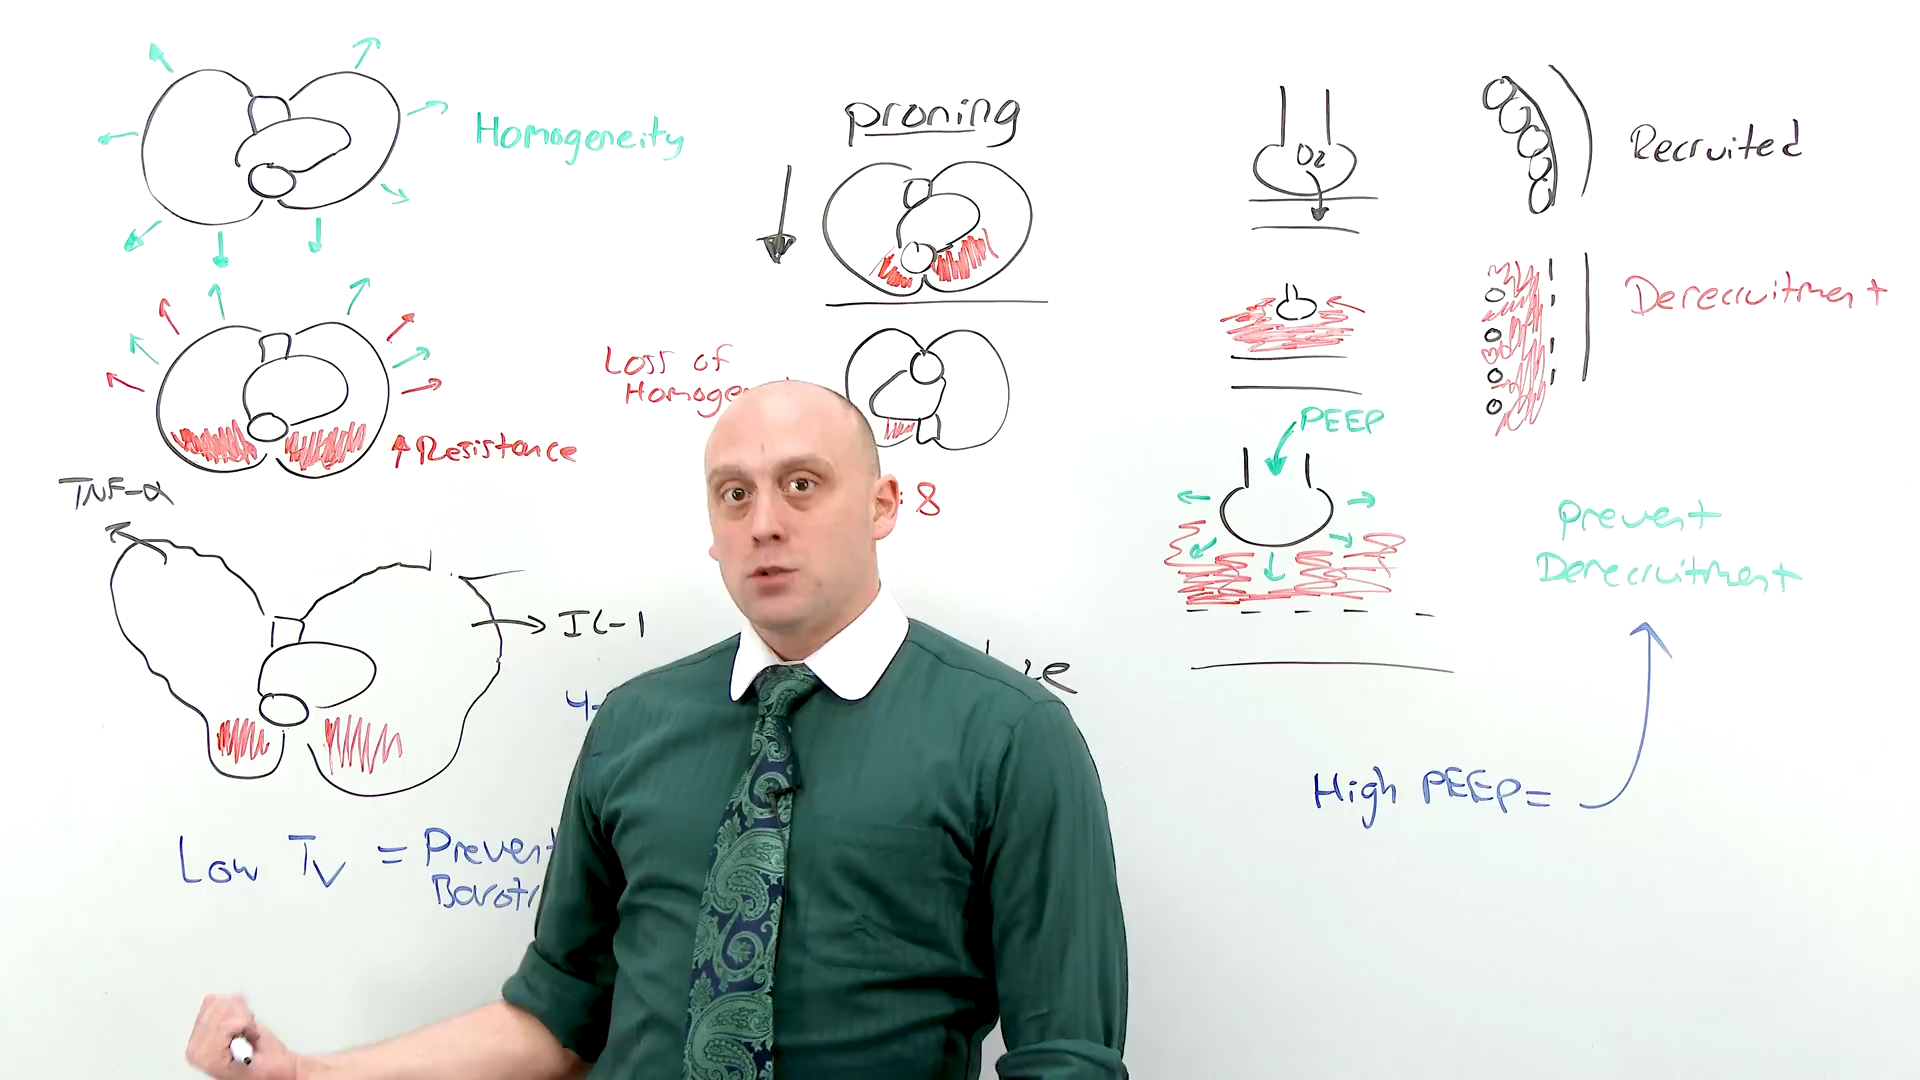 Homogeneity
↑ Resistance
Loss of
TNF-α
IL-1
Low TV = Prevent
proning
: 8
O2
Recruited
Derecruitment
PEEP
prevent
Derecruitment
High PEEP =